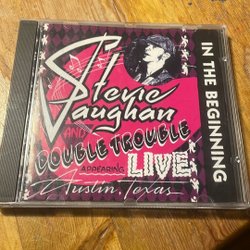 Stevie
Vaughan
AND
DOUBLE TROUBLE
APPEARING
LIVE
Austin, Texas
IN THE BEGINNING